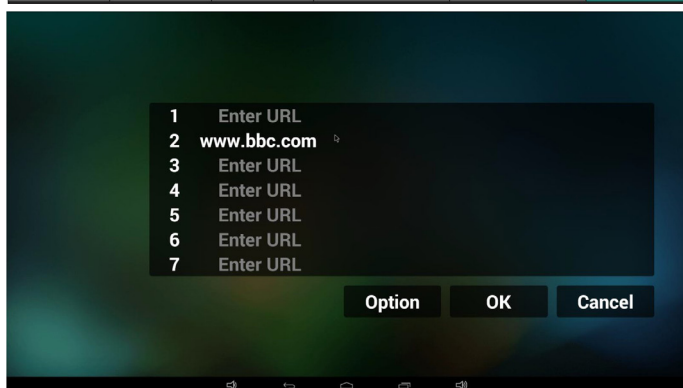 1 Enter URL
2 www.bbc.com
3 Enter URL
4 Enter URL
5 Enter URL
6 Enter URL
7 Enter URL
Option OK Cancel